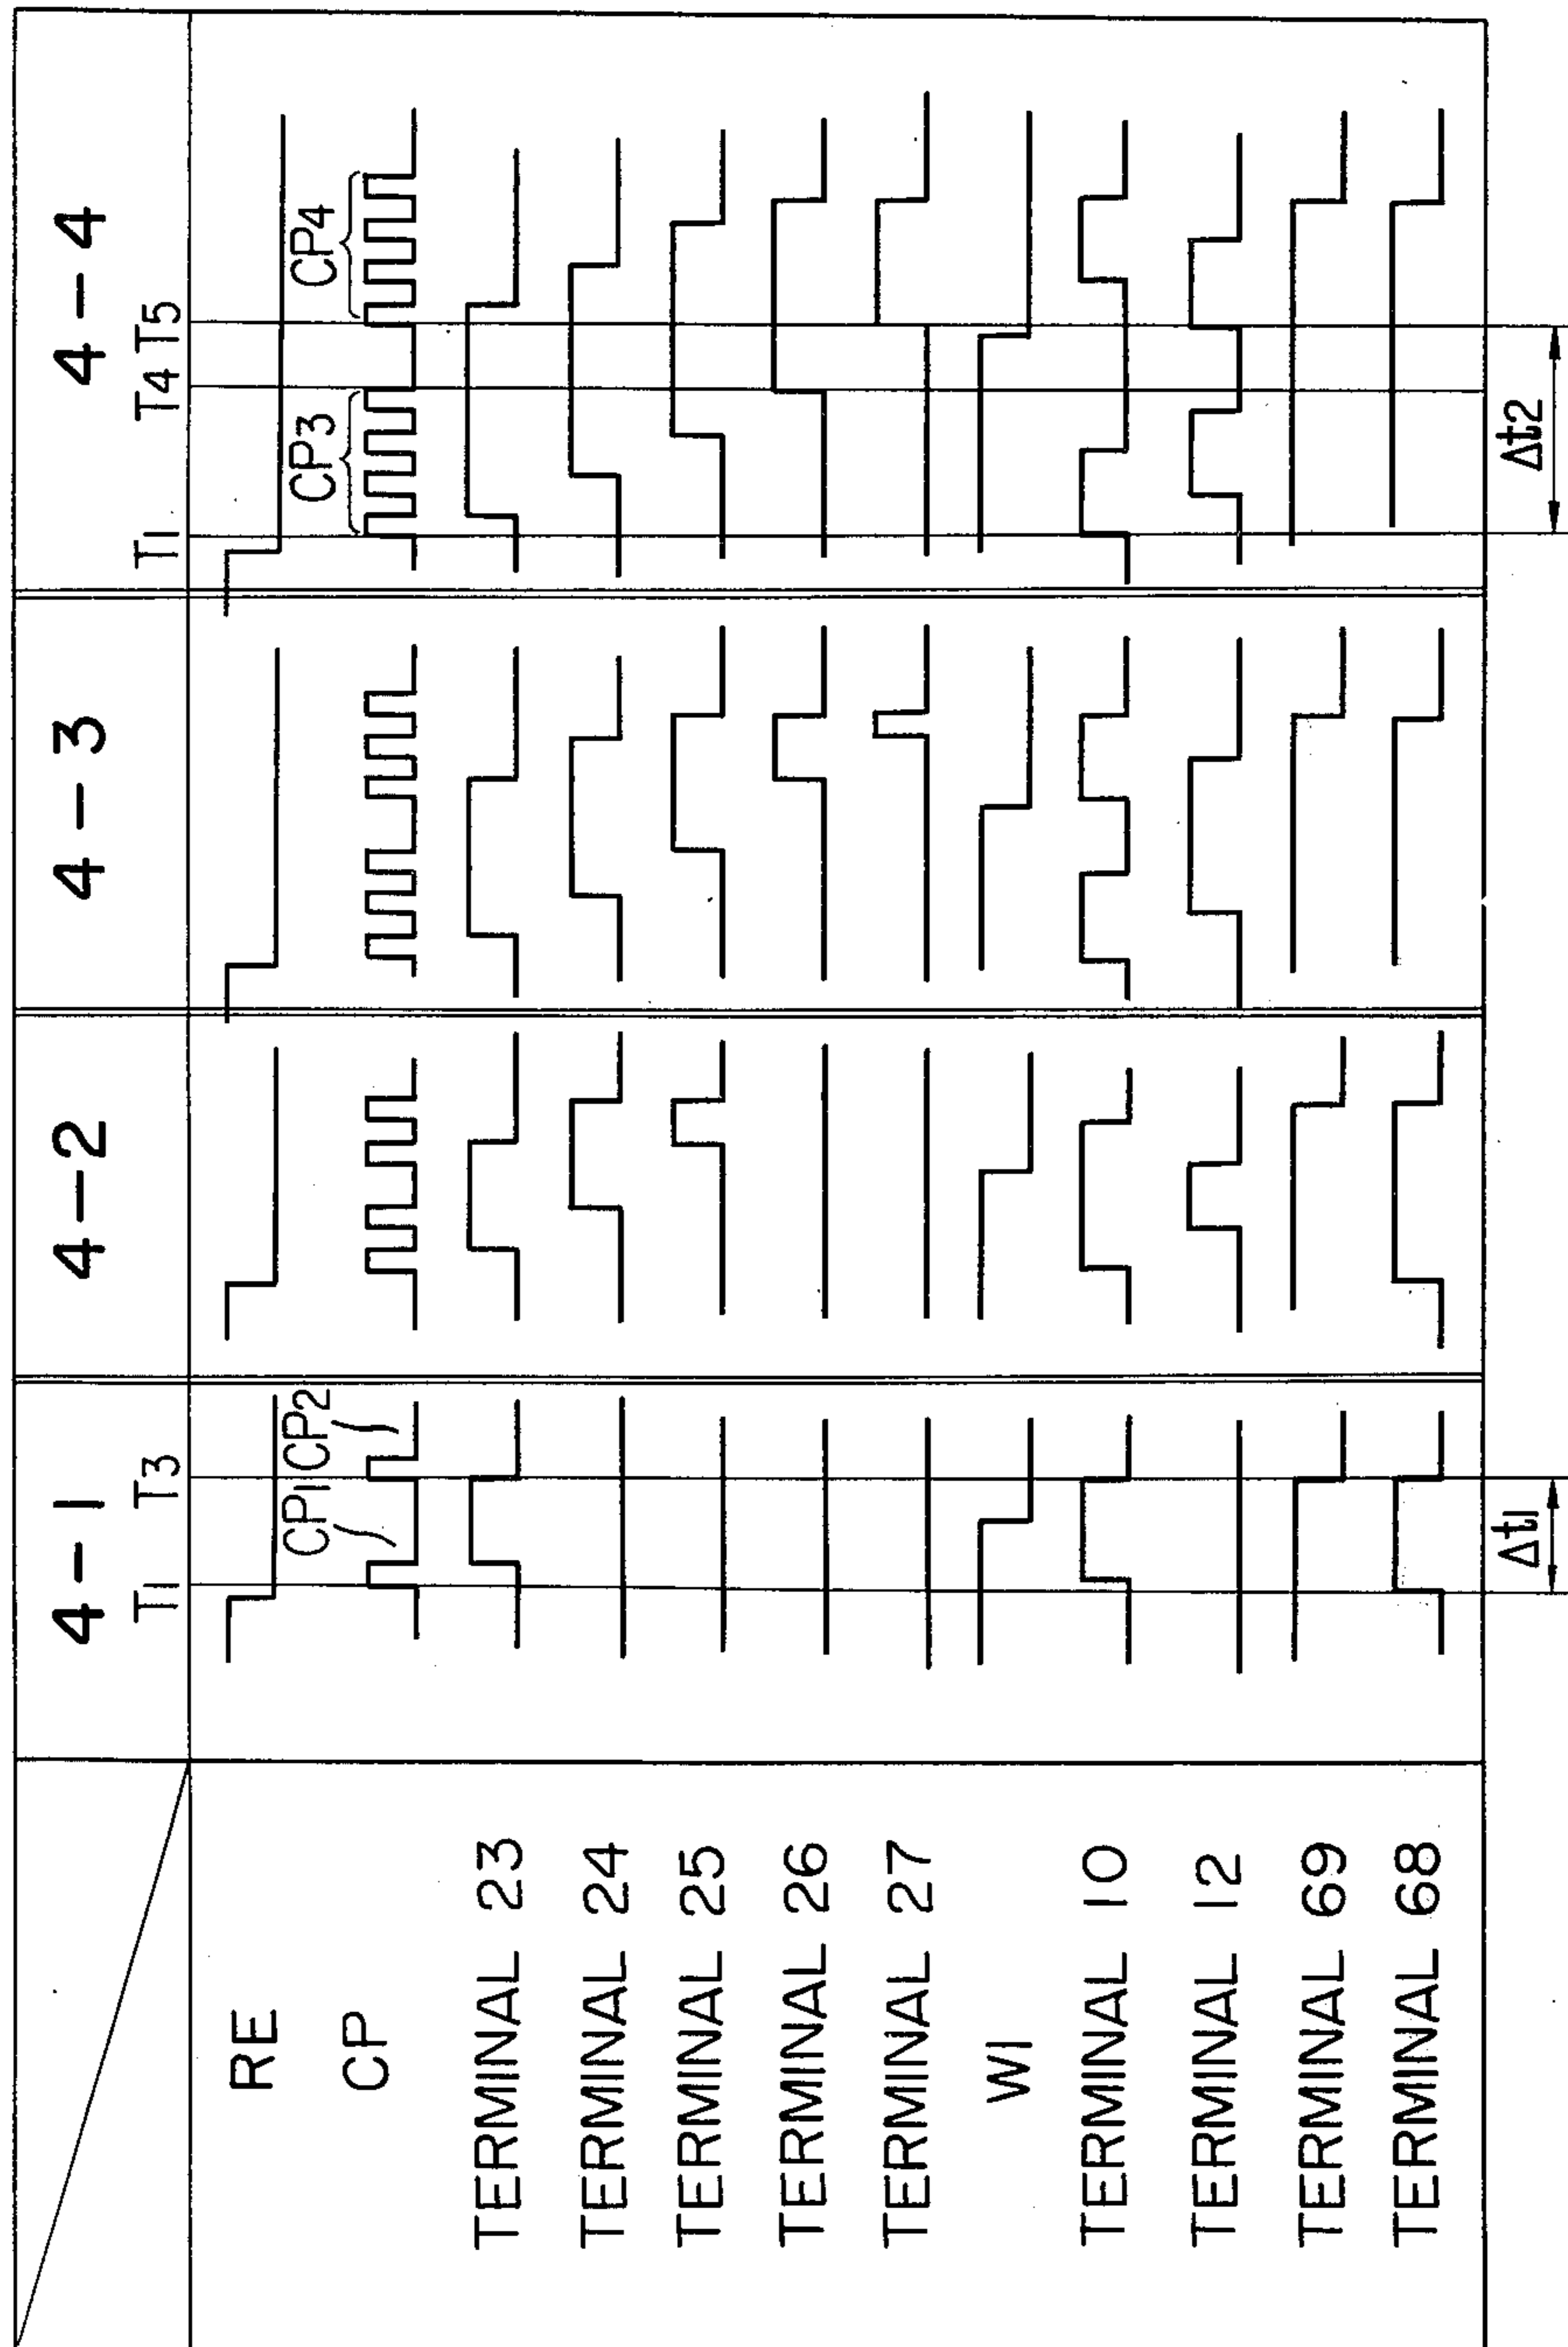 4-1 4-2 4-3 4-4
T1 T3 T1 T4 T5
RE
CP1 CP2 CP3 CP4
CP
TERMINAL 23
TERMINAL 24
TERMINAL 25
TERMINAL 26
TERMINAL 27
WI
TERMINAL 10
TERMINAL 12
TERMINAL 69
TERMINAL 68
Δt1 Δt2